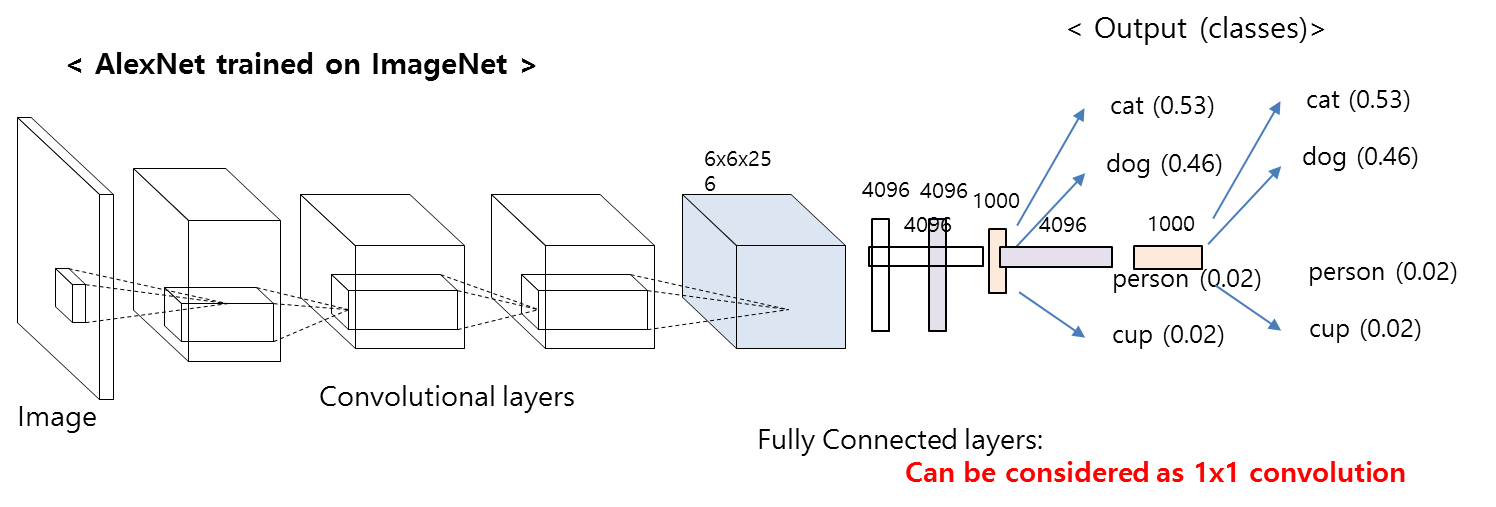 < Output (classes)>
< AlexNet trained on ImageNet >
cat (0.53)
cat (0.53)
dog (0.46)
dog (0.46)
6x6x25
6
4096
4096
1000
4096
4096
1000
person (0.02)
person (0.02)
cup (0.02)
cup (0.02)
Convolutional layers
Image
Fully Connected layers:
Can be considered as 1x1 convolution